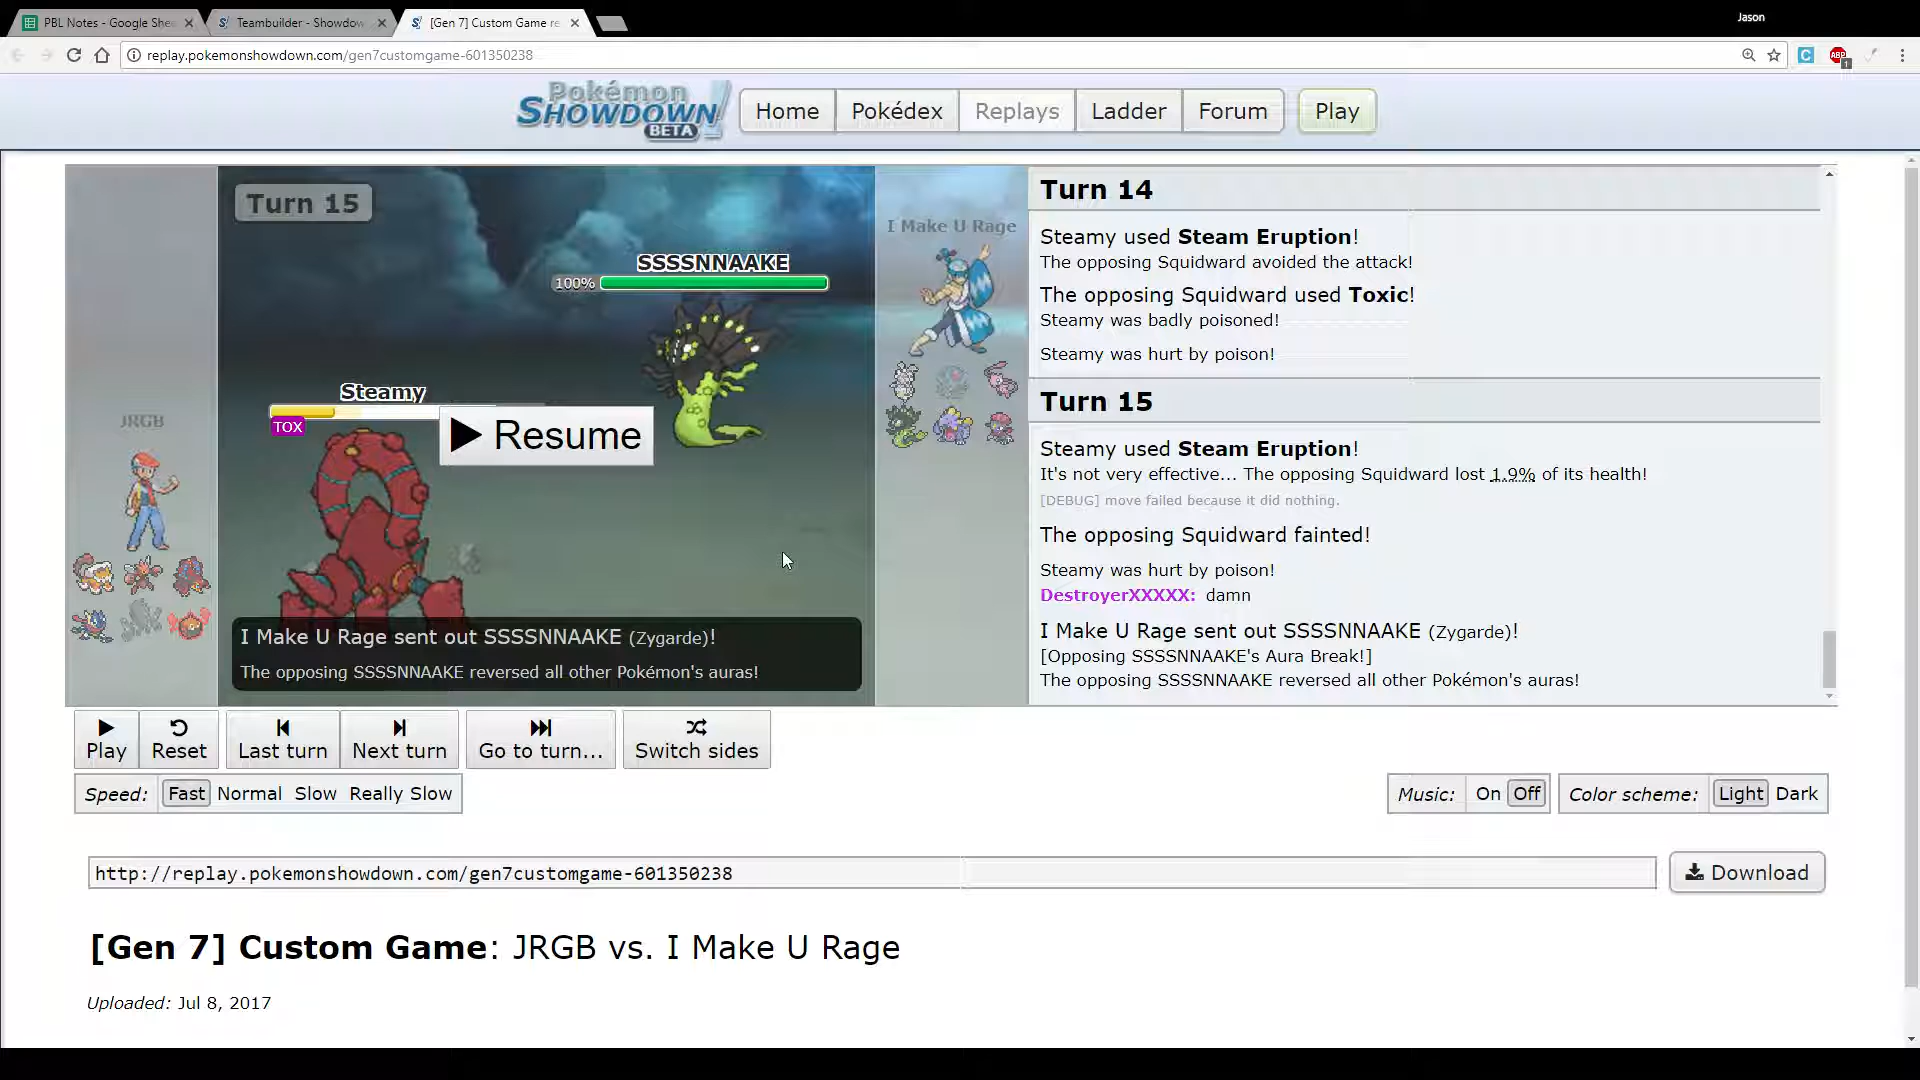 PBL Notes - Google She
Teambuilder - Showdow
[Gen 7] Custom Game re
Jason
replay.pokemonshowdown.com/gen7customgame-601350238
C
ABP
1
Pokémon
SHOWDOWN!
BETA
Home
Pokédex
Replays
Ladder
Forum
Play
Turn 15
SSSSNNAAKE
100%
Steamy
TOX
Resume
JRGB
I Make U Rage
I Make U Rage sent out SSSSNNAAKE (Zygarde)!
The opposing SSSSNNAAKE reversed all other Pokémon's auras!
Turn 14
Steamy used Steam Eruption!
The opposing Squidward avoided the attack!
The opposing Squidward used Toxic!
Steamy was badly poisoned!
Steamy was hurt by poison!
Turn 15
Steamy used Steam Eruption!
It's not very effective... The opposing Squidward lost 1.9% of its health!
[DEBUG] move failed because it did nothing.
The opposing Squidward fainted!
Steamy was hurt by poison!
DestroyerXXXXX: damn
I Make U Rage sent out SSSSNNAAKE (Zygarde)!
[Opposing SSSSNNAAKE's Aura Break!]
The opposing SSSSNNAAKE reversed all other Pokémon's auras!
Play
Reset
Last turn
Next turn
Go to turn...
Switch sides
Speed: Fast Normal Slow Really Slow
Music: On Off
Color scheme: Light Dark
http://replay.pokemonshowdown.com/gen7customgame-601350238
Download
[Gen 7] Custom Game: JRGB vs. I Make U Rage
Uploaded: Jul 8, 2017